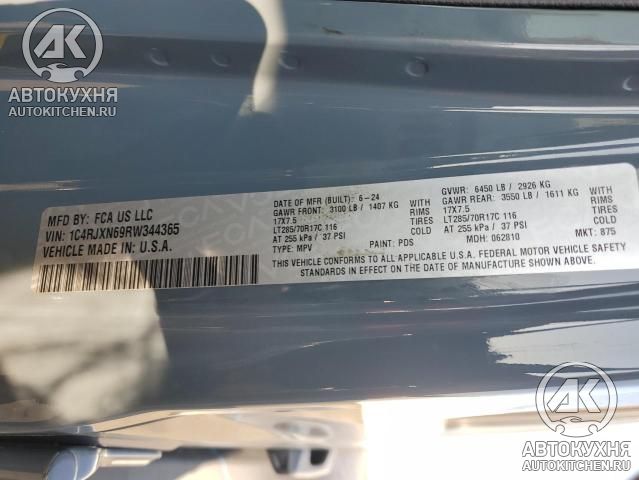 АК
АВТОКУХНЯ
AUTOKITCHEN.RU
MFD BY: FCA US LLC
VIN: 1C4RJXN69RW344365
VEHICLE MADE IN U.S.A.
DATE OF MFR (BUILT): 6-24
GAWR FRONT: 3100 LB / 1407 KG WITH
17X7.5 RIMS
LT285/70R17C 116 TIRES
AT 255 kPa / 37 PSI COLD
TYPE: MPV PAINT: PDS
GVWR: 6450 LB / 2926 KG
GAWR REAR: 3550 LB / 1611 KG WITH
17X7.5 RIMS
LT285/70R17C 116 TIRES
AT 255 kPa / 37 PSI COLD
MDH: 062810 MKT: 875
THIS VEHICLE CONFORMS TO ALL APPLICABLE U.S.A. FEDERAL MOTOR VEHICLE SAFETY
STANDARDS IN EFFECT ON THE DATE OF MANUFACTURE SHOWN ABOVE.
АК
АВТОКУХНЯ
AUTOKITCHEN.RU